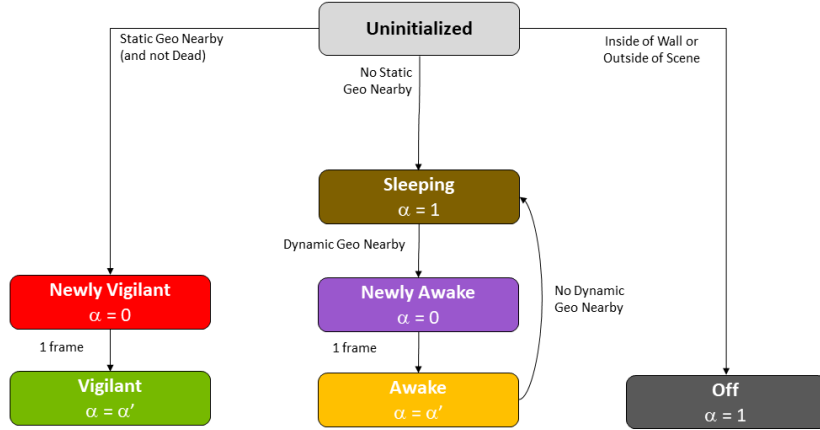 Uninitialized
Static Geo Nearby
(and not Dead)
Inside of Wall or
Outside of Scene
No Static
Geo Nearby
Sleeping
α = 1
Dynamic Geo Nearby
Newly Vigilant
α = 0
Newly Awake
α = 0
No Dynamic
Geo Nearby
1 frame
1 frame
Vigilant
α = α’
Awake
α = α’
Off
α = 1